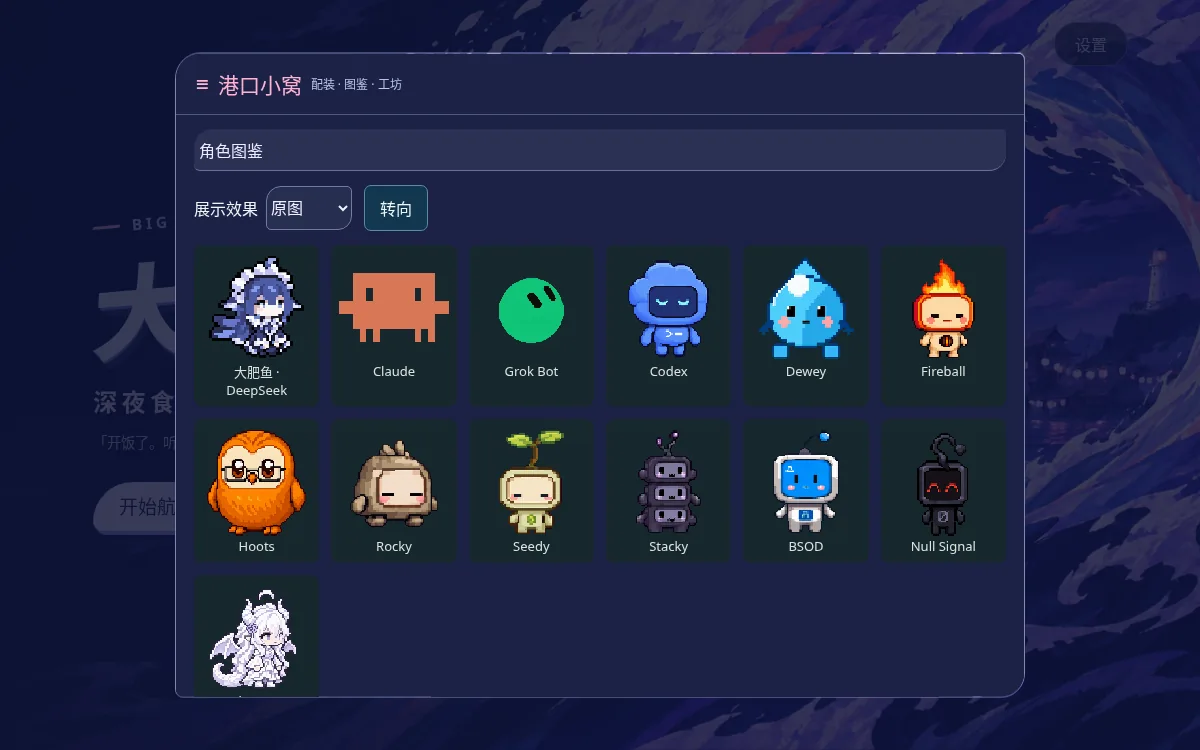 设置
≡ 港口小窝 配装 · 图鉴 · 工坊
角色图鉴
展示效果 原图 转向
BIG
大
深夜食
「开饭了。听
开始航
大肥鱼 ·
DeepSeek
Claude
Grok Bot
Codex
Dewey
Fireball
Hoots
Rocky
Seedy
Stacky
BSOD
Null Signal